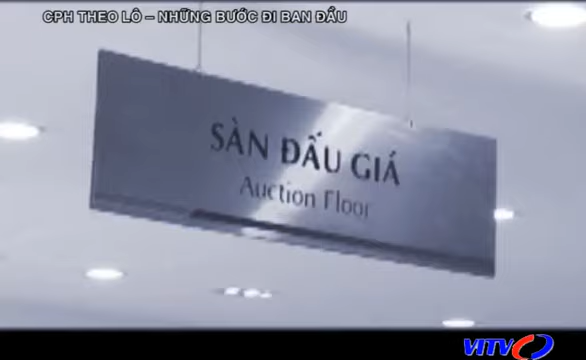 CPH THEO LÔ – NHỮNG BƯỚC ĐI BAN ĐẦU
SÀN ĐẤU GIÁ
Auction Floor
VITV